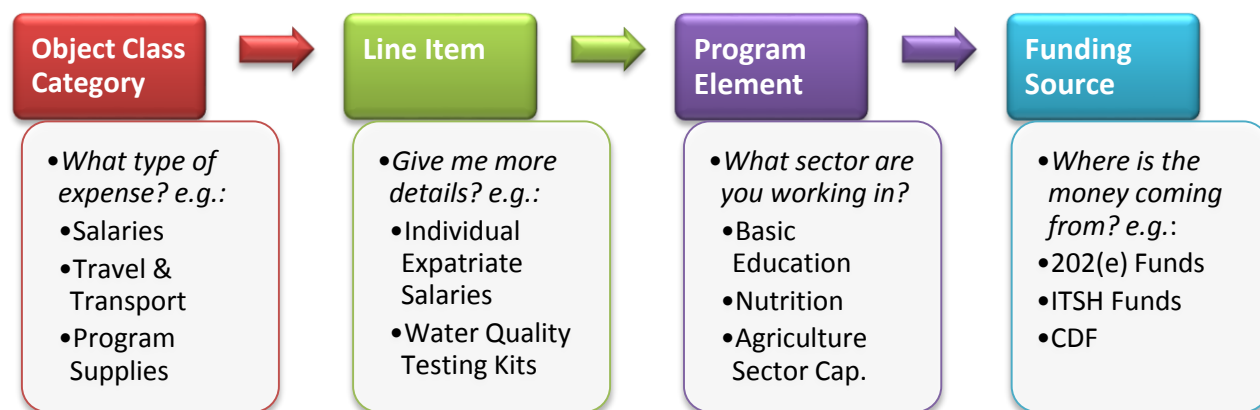 Object Class
Category
•What type of
expense? e.g.:
•Salaries
•Travel &
Transport
•Program
Supplies
Line Item
•Give me more
details? e.g.:
•Individual
Expatriate
Salaries
•Water Quality
Testing Kits
Program
Element
•What sector are
you working in?
•Basic
Education
•Nutrition
•Agriculture
Sector Cap.
Funding
Source
•Where is the
money coming
from? e.g.:
•202(e) Funds
•ITSH Funds
•CDF